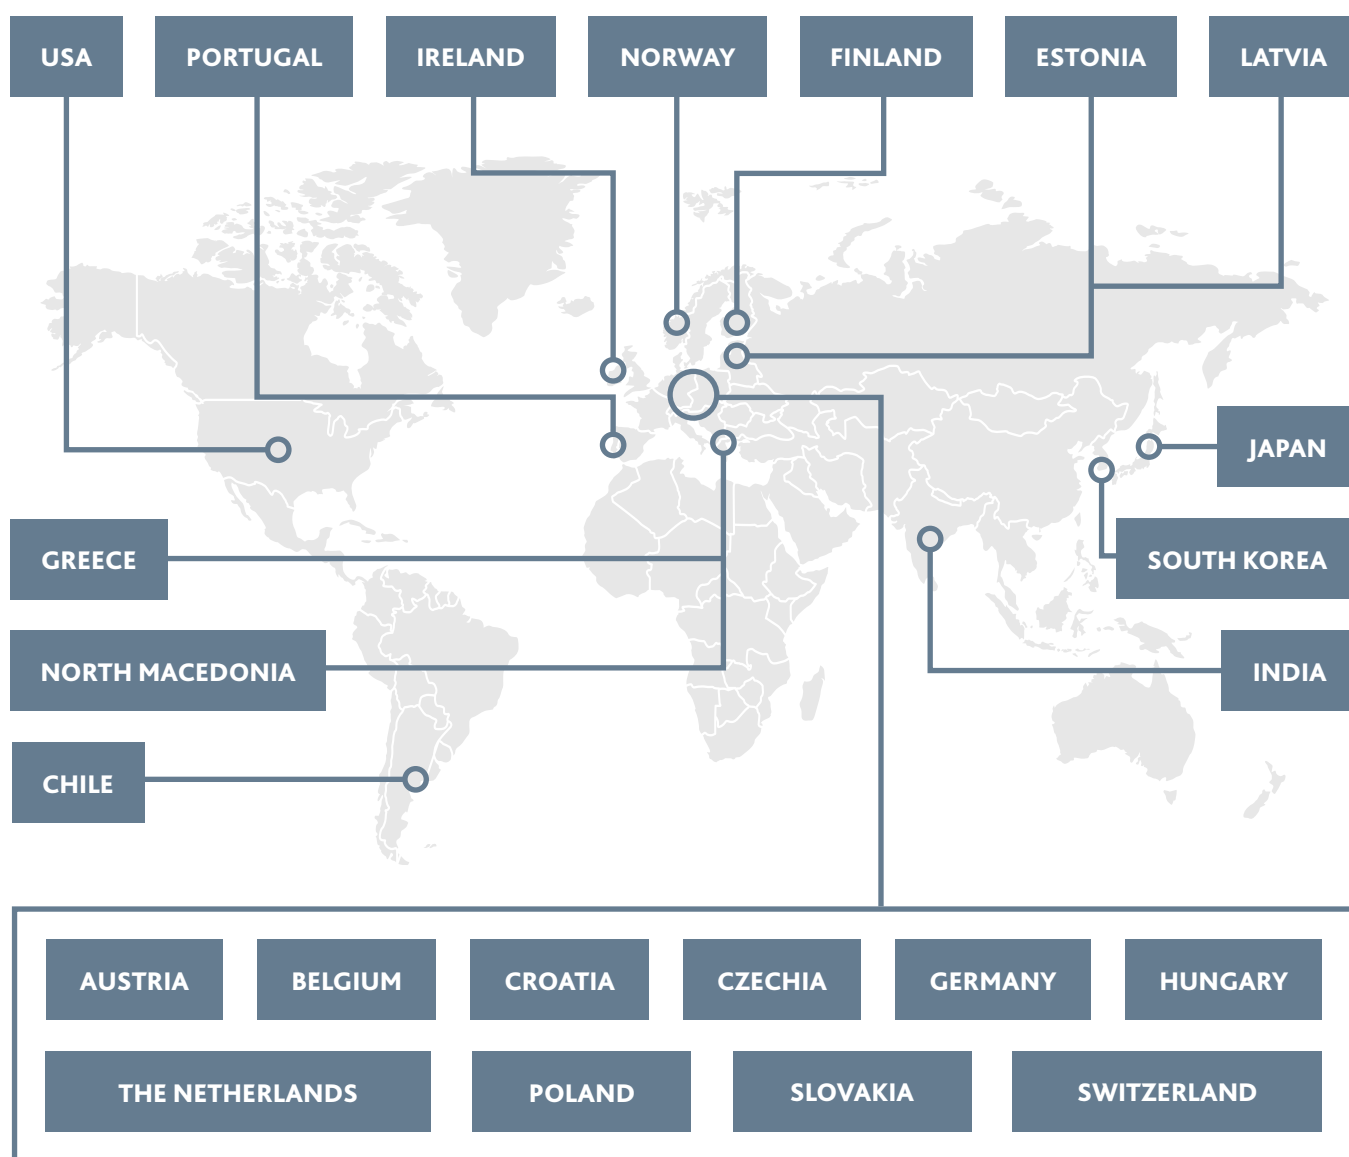 USA
PORTUGAL
IRELAND
NORWAY
FINLAND
ESTONIA
LATVIA
JAPAN
GREECE
SOUTH KOREA
NORTH MACEDONIA
INDIA
CHILE
AUSTRIA
BELGIUM
CROATIA
CZECHIA
GERMANY
HUNGARY
THE NETHERLANDS
POLAND
SLOVAKIA
SWITZERLAND